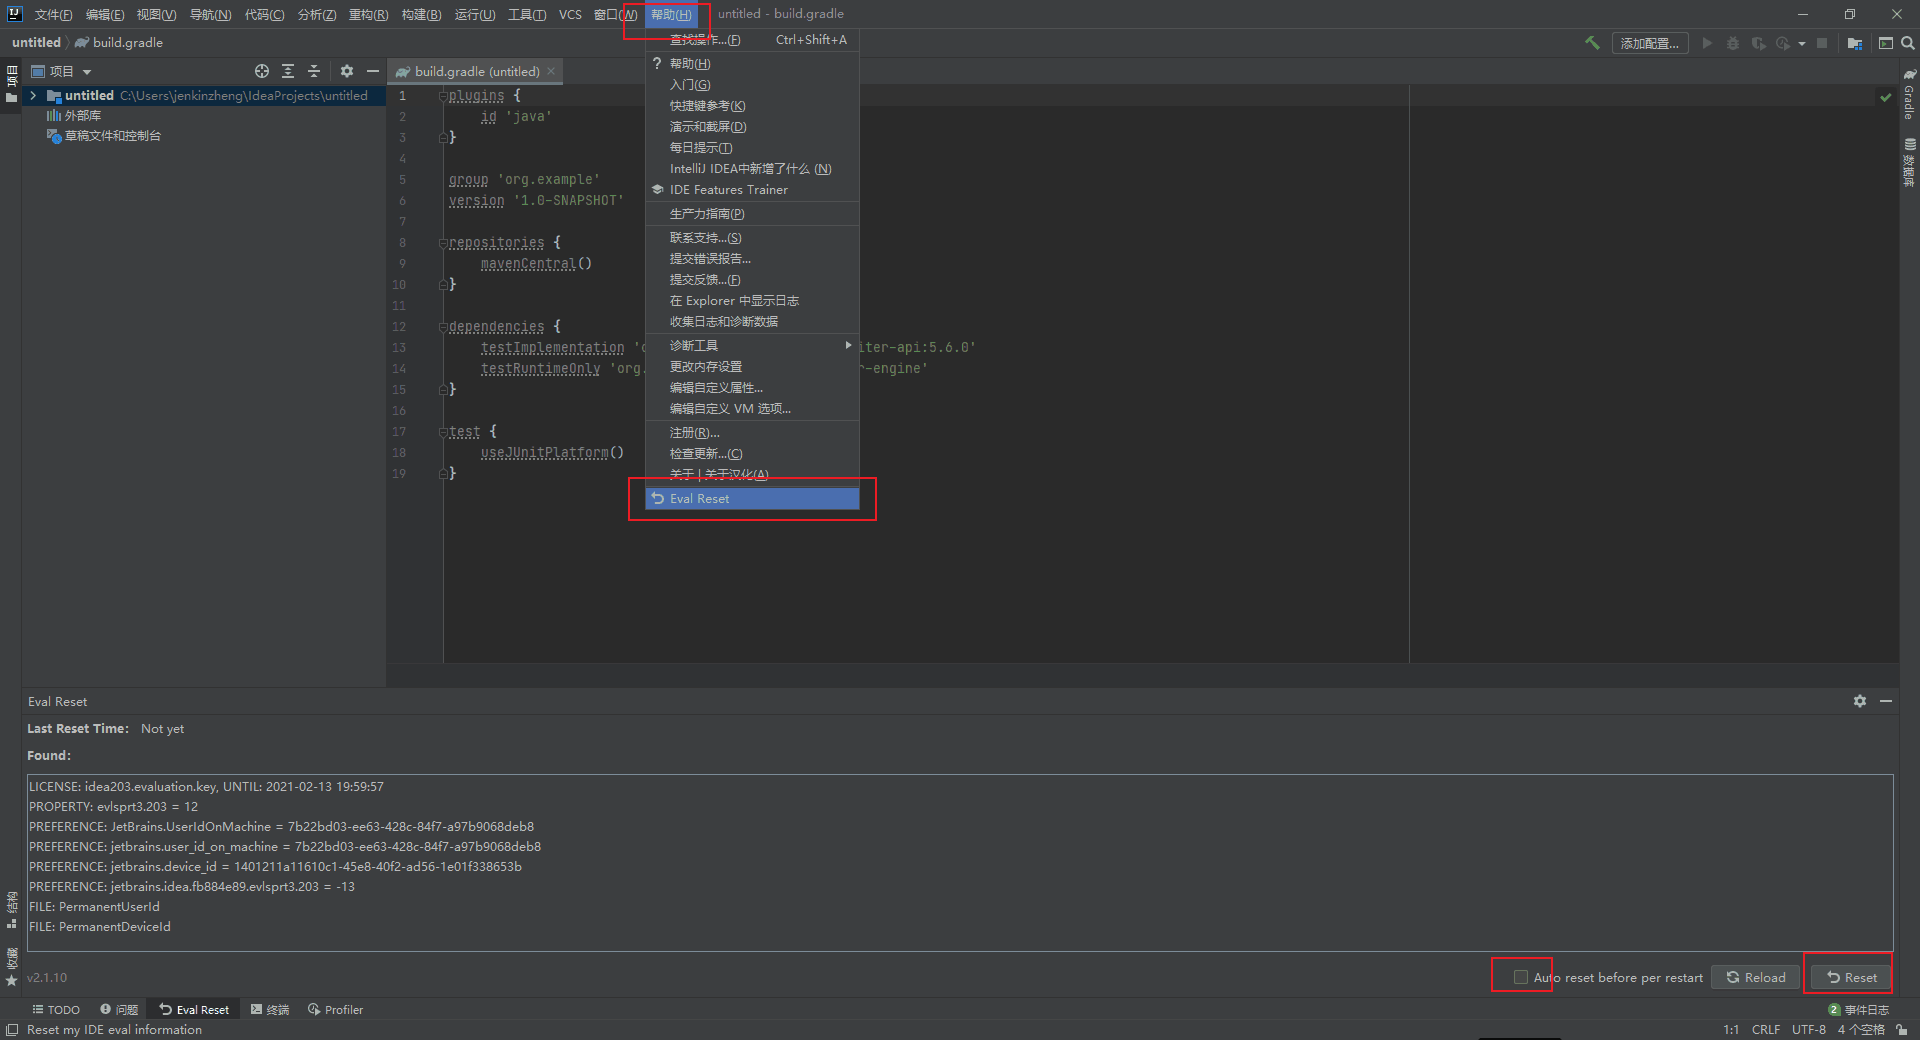 文件(F) 编辑(E) 视图(V) 导航(N) 代码(C) 分析(Z) 重构(R) 构建(B) 运行(U) 工具(T) VCS 窗口(W) 帮助(H) untitled - build.gradle
untitled build.gradle
添加配置...
项目
项目
build.gradle (untitled)
untitled C:\Users\jenkinzheng\IdeaProjects\untitled
外部库
草稿文件和控制台
1 plugins {
2 id 'java'
3 }
4
5 group 'org.example'
6 version '1.0-SNAPSHOT'
7
8 repositories {
9 mavenCentral()
10 }
11
12 dependencies {
13 testImplementation 'o iter-api:5.6.0'
14 testRuntimeOnly 'org. r-engine'
15 }
16
17 test {
18 useJUnitPlatform()
19 }
查找操作...(F) Ctrl+Shift+A
? 帮助(H)
入门(G)
快捷键参考(K)
演示和截屏(D)
每日提示(T)
IntelliJ IDEA中新增了什么 (N)
IDE Features Trainer
生产力指南(P)
联系支持...(S)
提交错误报告...
提交反馈...(F)
在 Explorer 中显示日志
收集日志和诊断数据
诊断工具
更改内存设置
编辑自定义属性...
编辑自定义 VM 选项...
注册(R)...
检查更新...(C)
关于 | 关于汉化(A)
Eval Reset
Gradle
数据库
Eval Reset
Last Reset Time: Not yet
Found:
LICENSE: idea203.evaluation.key, UNTIL: 2021-02-13 19:59:57
PROPERTY: evlsprt3.203 = 12
PREFERENCE: JetBrains.UserIdOnMachine = 7b22bd03-ee63-428c-84f7-a97b9068deb8
PREFERENCE: jetbrains.user_id_on_machine = 7b22bd03-ee63-428c-84f7-a97b9068deb8
PREFERENCE: jetbrains.device_id = 1401211a11610c1-45e8-40f2-ad56-1e01f338653b
PREFERENCE: jetbrains.idea.fb884e89.evlsprt3.203 = -13
FILE: PermanentUserId
FILE: PermanentDeviceId
结构
收藏
v2.1.10
Auto reset before per restart Reload Reset
TODO 问题 Eval Reset 终端 Profiler 2 事件日志
Reset my IDE eval information 1:1 CRLF UTF-8 4 个空格